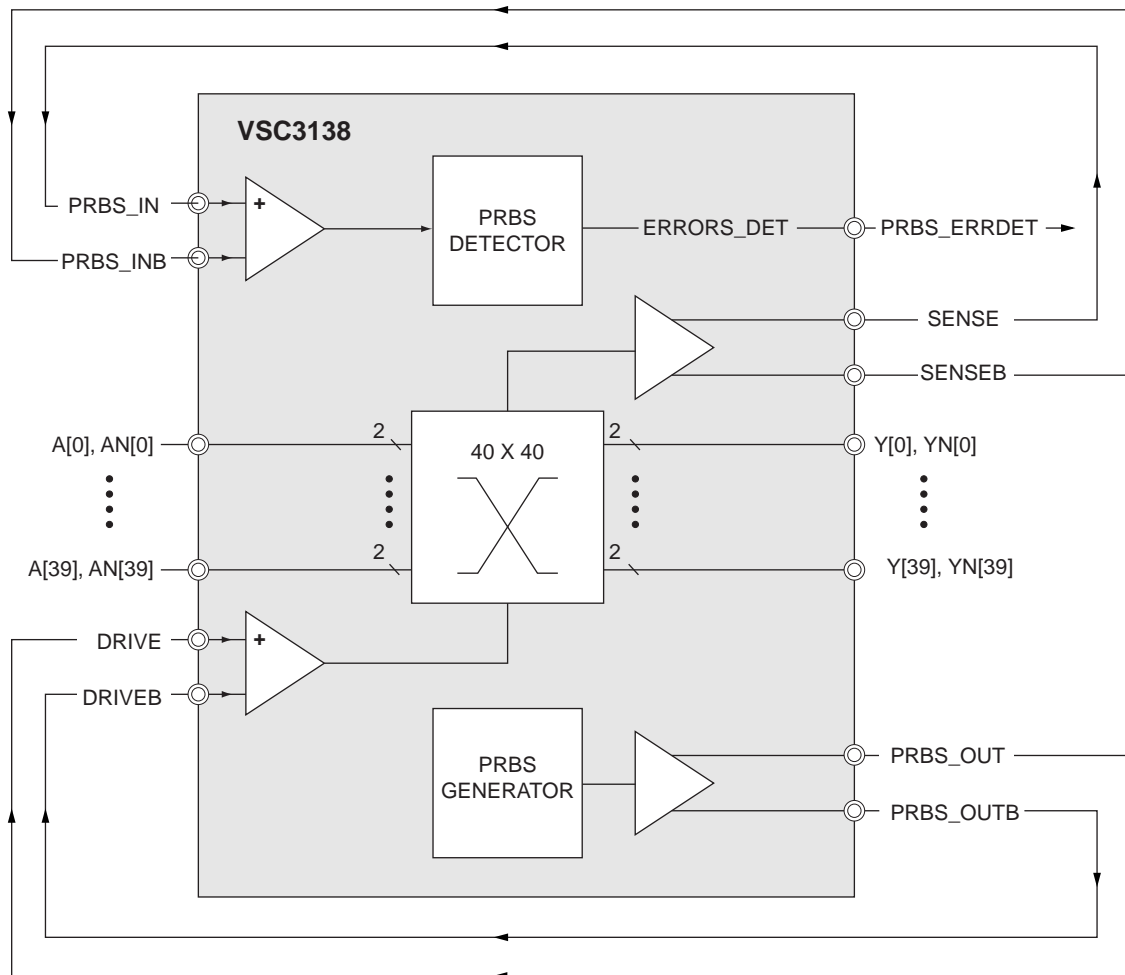 VSC3138
PRBS_IN
PRBS_INB
+
PRBS
DETECTOR
ERRORS_DET
PRBS_ERRDET
SENSE
SENSEB
A[0], AN[0]
2
40 X 40
2
Y[0], YN[0]
A[39], AN[39]
2
2
Y[39], YN[39]
DRIVE
DRIVEB
+
PRBS
GENERATOR
PRBS_OUT
PRBS_OUTB